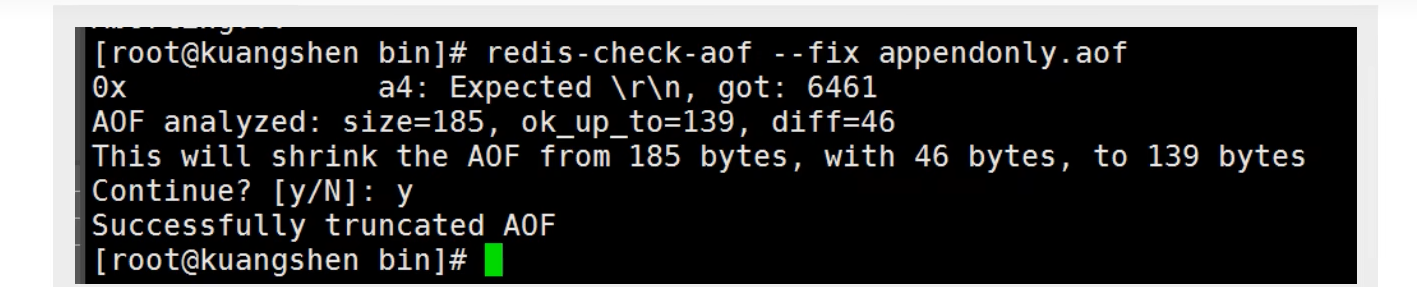 [root@kuangshen bin]# redis-check-aof --fix appendonly.aof
0x              a4: Expected \r\n, got: 6461
AOF analyzed: size=185, ok_up_to=139, diff=46
This will shrink the AOF from 185 bytes, with 46 bytes, to 139 bytes
Continue? [y/N]: y
Successfully truncated AOF
[root@kuangshen bin]#